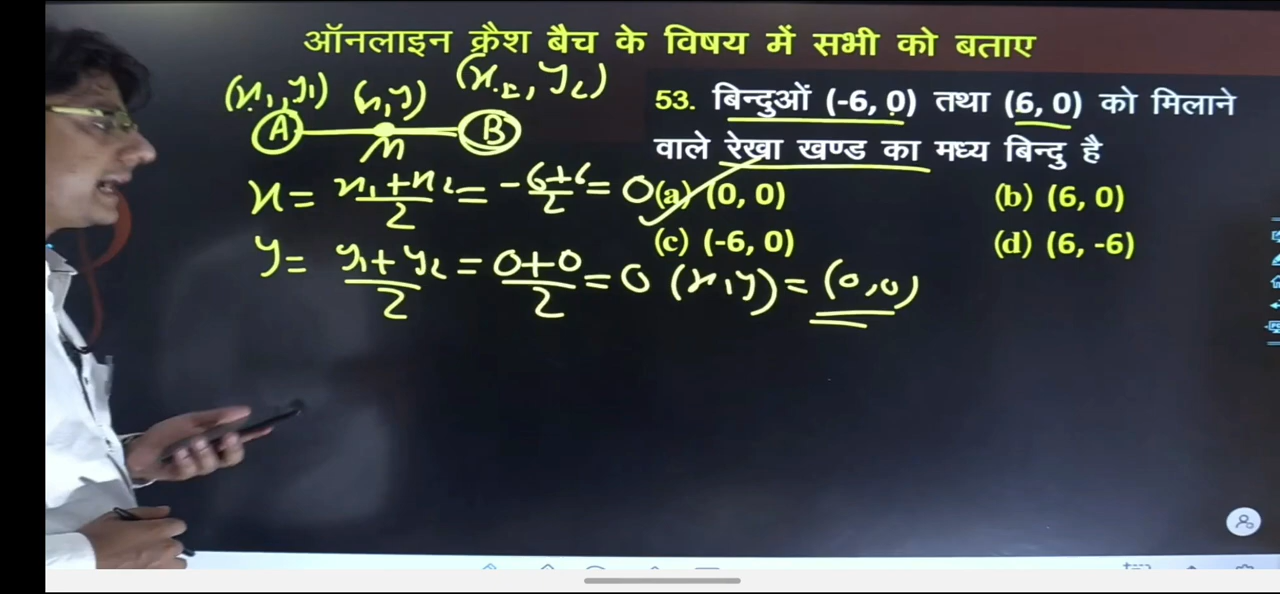 ऑनलाइन क्रैश बैच के विषय में सभी को बताए
(x₁, y₁) (x, y) (x₂, y₂)
A B
M
53. बिन्दुओं (-6, 0) तथा (6, 0) को मिलाने
वाले रेखा खण्ड का मध्य बिन्दु है
x = x₁ + x₂ / 2 = -6+6 / 2 = 0
(a) (0, 0) (b) (6, 0)
(c) (-6, 0) (d) (6, -6)
y = y₁ + y₂ / 2 = 0+0 / 2 = 0 (x, y) = (0, 0)